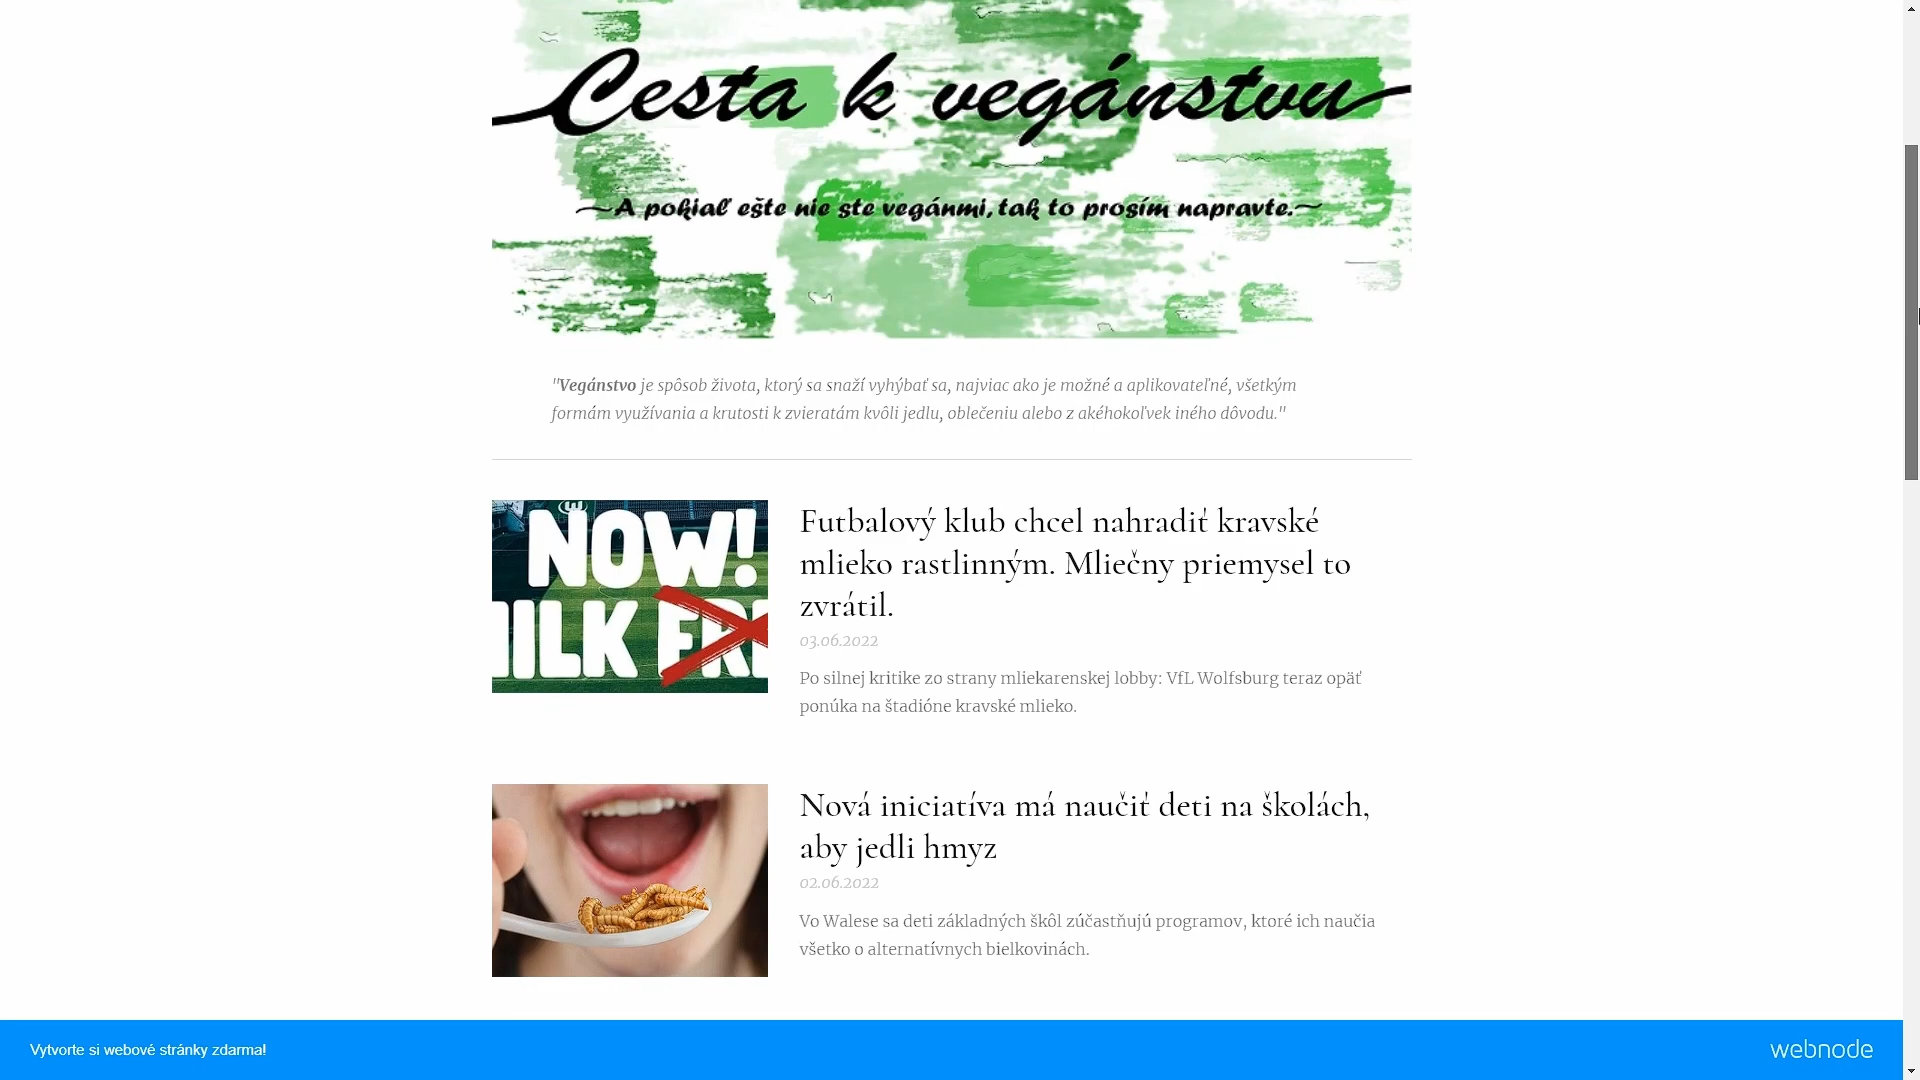 Cesta k vegánstvu
~A pokiaľ ešte nie ste vegánmi, tak to prosím napravte.~
"Vegánstvo je spôsob života, ktorý sa snaží vyhýbať sa, najviac ako je možné a aplikovateľné, všetkým
formám využívania a krutosti k zvieratám kvôli jedlu, oblečeniu alebo z akéhokoľvek iného dôvodu."
NOW!
MILK FRE
Futbalový klub chcel nahradiť kravské
mlieko rastlinným. Mliečny priemysel to
zvrátil.
03.06.2022
Po silnej kritike zo strany mliekarenskej lobby: VfL Wolfsburg teraz opäť
ponúka na štadióne kravské mlieko.
Nová iniciatíva má naučiť deti na školách,
aby jedli hmyz
02.06.2022
Vo Walese sa deti základných škôl zúčastňujú programov, ktoré ich naučia
všetko o alternatívnych bielkovinách.
Vytvorte si webové stránky zdarma!
webnode